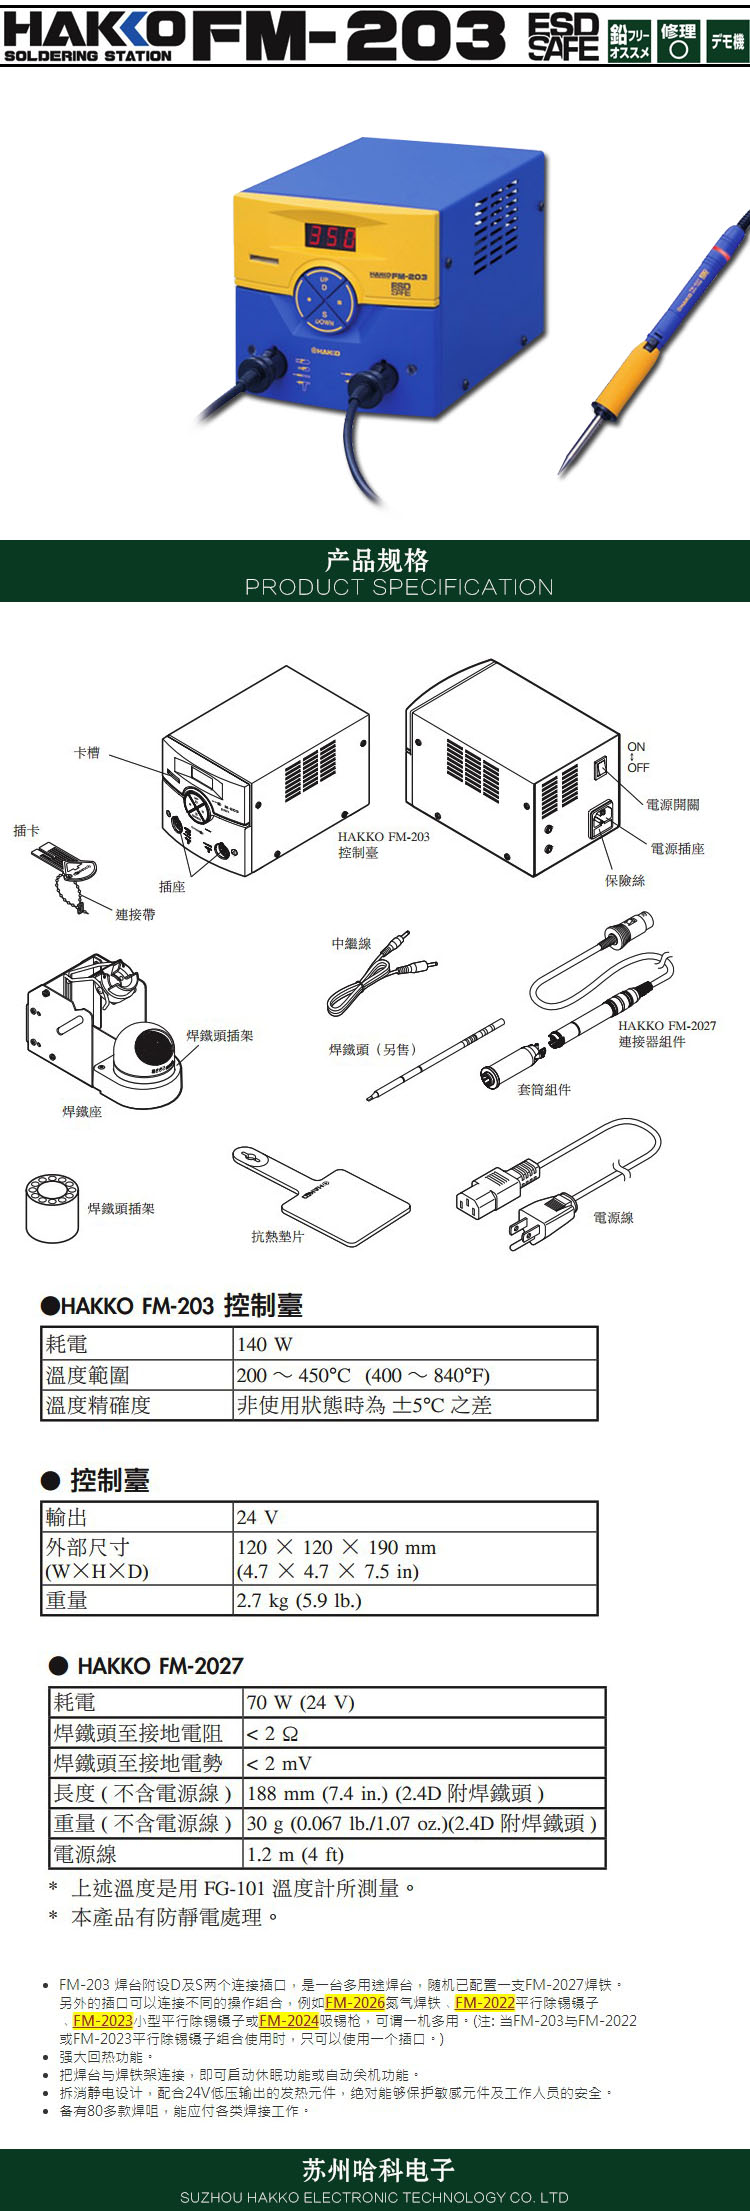 HAKKO FM-203 ESD SAFE 鉛フリー オススメ 修理 ○ デモ機
SOLDERING STATION
350
HAKKO FM-203
ESD SAFE
UP
D
S
DOWN
HAKKO
产品规格
PRODUCT SPECIFICATION
卡槽
ON
OFF
電源開關
插卡
HAKKO FM-203
控制臺
電源插座
插座
保險絲
連接帶
中繼線
焊鐵頭插架
焊鐵頭（另售）
HAKKO FM-2027
連接器組件
套筒組件
焊鐵座
焊鐵頭插架
抗熱墊片
電源線
●HAKKO FM-203 控制臺
耗電 140 W
溫度範圍 200 ～ 450°C (400 ～ 840°F)
溫度精確度 非使用狀態時為 ±5°C 之差
● 控制臺
輸出 24 V
外部尺寸 120 × 120 × 190 mm
(W×H×D) (4.7 × 4.7 × 7.5 in)
重量 2.7 kg (5.9 lb.)
● HAKKO FM-2027
耗電 70 W (24 V)
焊鐵頭至接地電阻 < 2 Ω
焊鐵頭至接地電勢 < 2 mV
長度 ( 不含電源線 ) 188 mm (7.4 in.) (2.4D 附焊鐵頭 )
重量 ( 不含電源線 ) 30 g (0.067 lb./1.07 oz.)(2.4D 附焊鐵頭 )
電源線 1.2 m (4 ft)
* 上述溫度是用 FG-101 溫度計所測量。
* 本產品有防靜電處理。
• FM-203 焊台附设D及S两个连接插口，是一台多用途焊台，随机已配置一支FM-2027焊铁。
另外的插口可以连接不同的操作组合，例如FM-2026氮气焊铁、FM-2022平行除锡镊子
、FM-2023小型平行除锡镊子或FM-2024吸锡枪，可谓一机多用。(注: 当FM-203与FM-2022
或FM-2023平行除锡镊子组合使用时，只可以使用一个插口。)
• 强大回热功能。
• 把焊台与焊铁架连接，即可启动休眠功能或自动关机功能。
• 拆消静电设计，配合24V低压输出的发热元件，绝对能够保护敏感元件及工作人员的安全。
• 备有80多款焊咀，能应付各类焊接工作。
苏州哈科电子
SUZHOU HAKKO ELECTRONIC TECHNOLOGY CO. LTD